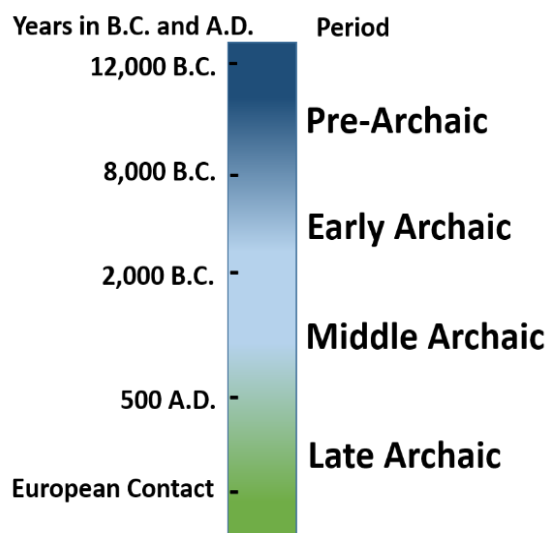 Years in B.C. and A.D. Period
12,000 B.C.
Pre-Archaic
8,000 B.C.
Early Archaic
2,000 B.C.
Middle Archaic
500 A.D.
Late Archaic
European Contact